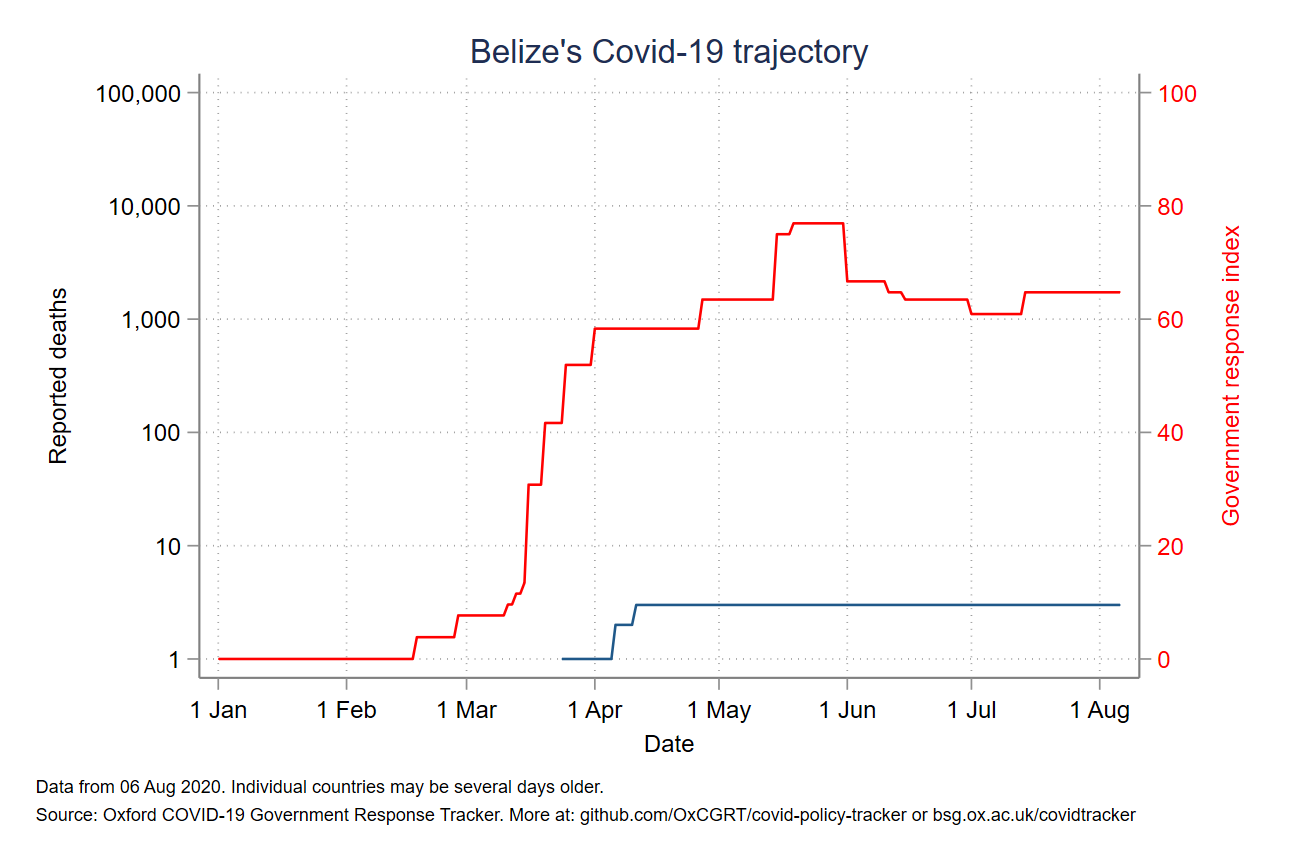 Belize's Covid-19 trajectory
100,000
10,000
1,000
100
10
1
Reported deaths
100
80
60
40
20
0
Government response index
1 Jan 1 Feb 1 Mar 1 Apr 1 May 1 Jun 1 Jul 1 Aug
Date
Data from 06 Aug 2020. Individual countries may be several days older.
Source: Oxford COVID-19 Government Response Tracker. More at: github.com/OxCGRT/covid-policy-tracker or bsg.ox.ac.uk/covidtracker